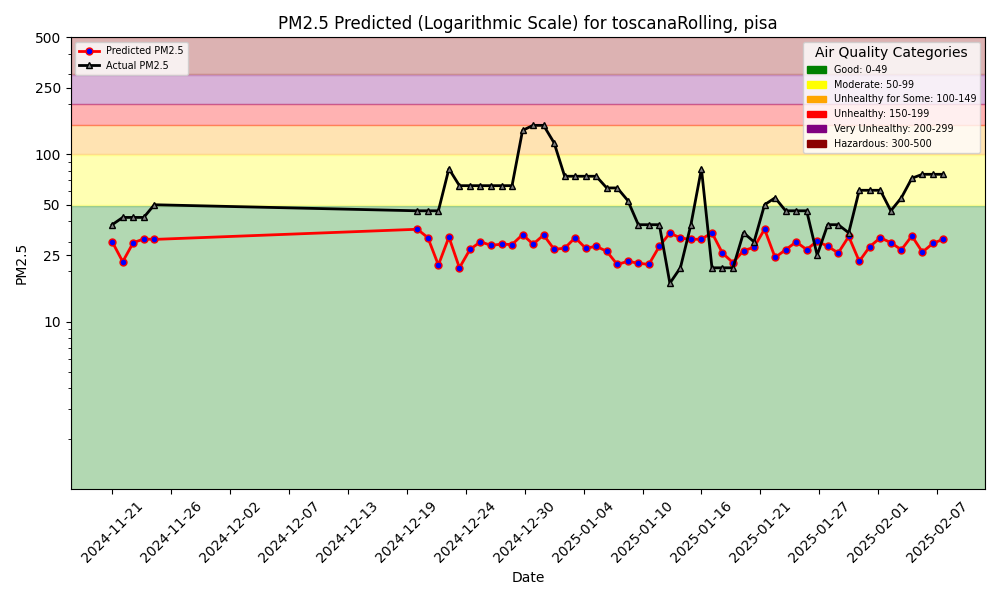 PM2.5 Predicted (Logarithmic Scale) for toscanaRolling, pisa
Predicted PM2.5
Actual PM2.5
Air Quality Categories
Good: 0-49
Moderate: 50-99
Unhealthy for Some: 100-149
Unhealthy: 150-199
Very Unhealthy: 200-299
Hazardous: 300-500
500
250
100
50
25
10
PM2.5
2024-11-21
2024-11-26
2024-12-02
2024-12-07
2024-12-13
2024-12-19
2024-12-24
2024-12-30
2025-01-04
2025-01-10
2025-01-16
2025-01-21
2025-01-27
2025-02-01
2025-02-07
Date